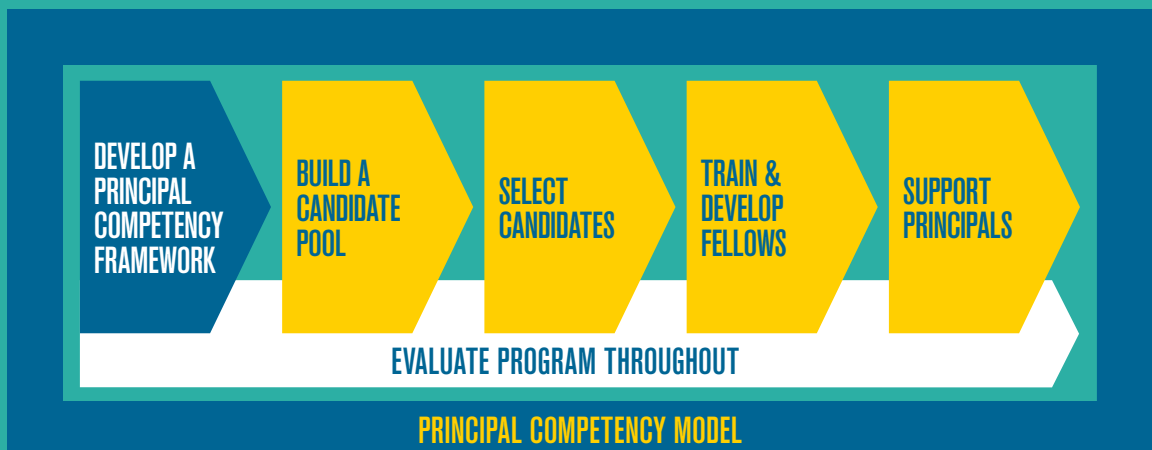 DEVELOP A
PRINCIPAL
COMPETENCY
FRAMEWORK
BUILD A
CANDIDATE
POOL
SELECT
CANDIDATES
TRAIN &
DEVELOP
FELLOWS
SUPPORT
PRINCIPALS
EVALUATE PROGRAM THROUGHOUT
PRINCIPAL COMPETENCY MODEL